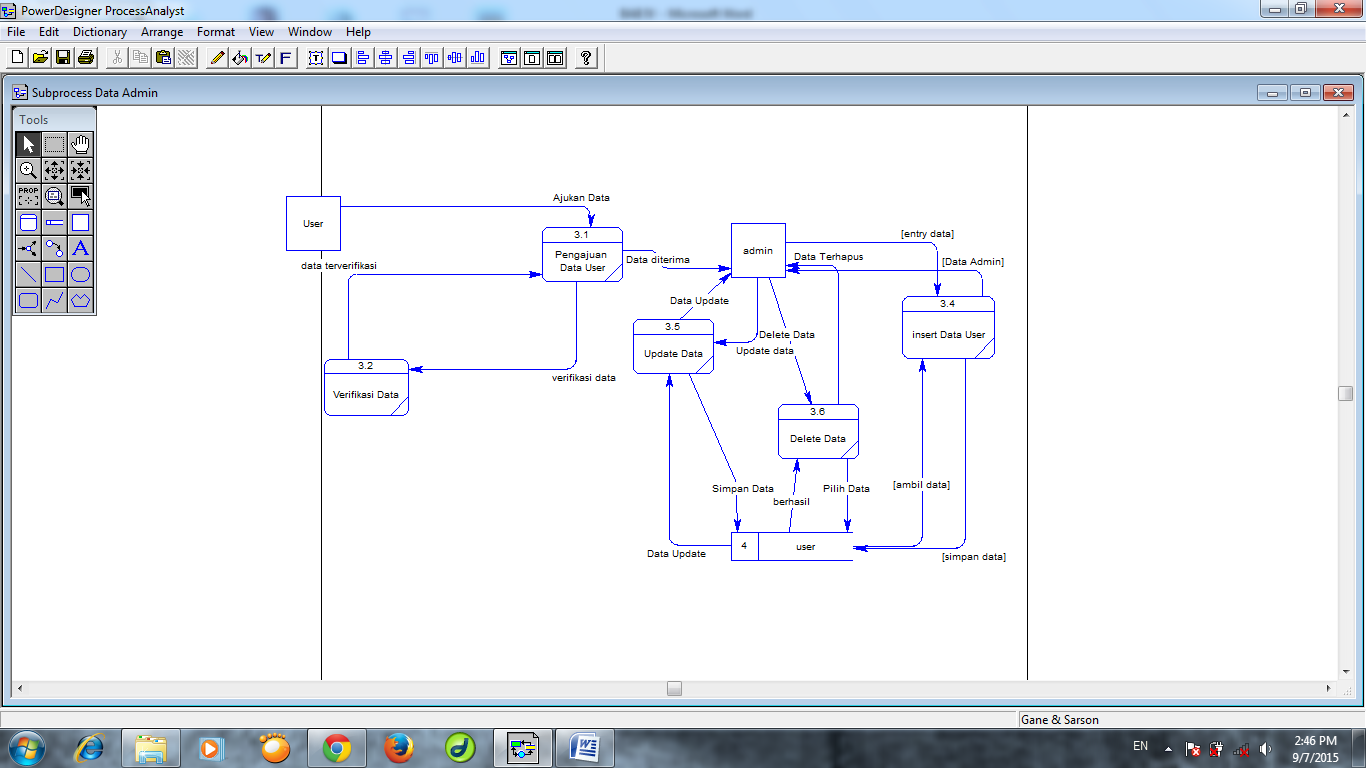 PowerDesigner ProcessAnalyst
File Edit Dictionary Arrange Format View Window Help
Subprocess Data Admin
Tools
PROP
User
Ajukan Data
3.1
Pengajuan
Data User
data terverifikasi
Data diterima
admin
[entry data]
Data Terhapus
[Data Admin]
3.4
insert Data User
Data Update
3.5
Update Data
Delete Data
Update data
3.2
Verifikasi Data
verifikasi data
3.6
Delete Data
Simpan Data
berhasil
Pilih Data
[ambil data]
4
user
Data Update
[simpan data]
Gane & Sarson
EN
2:46 PM
9/7/2015